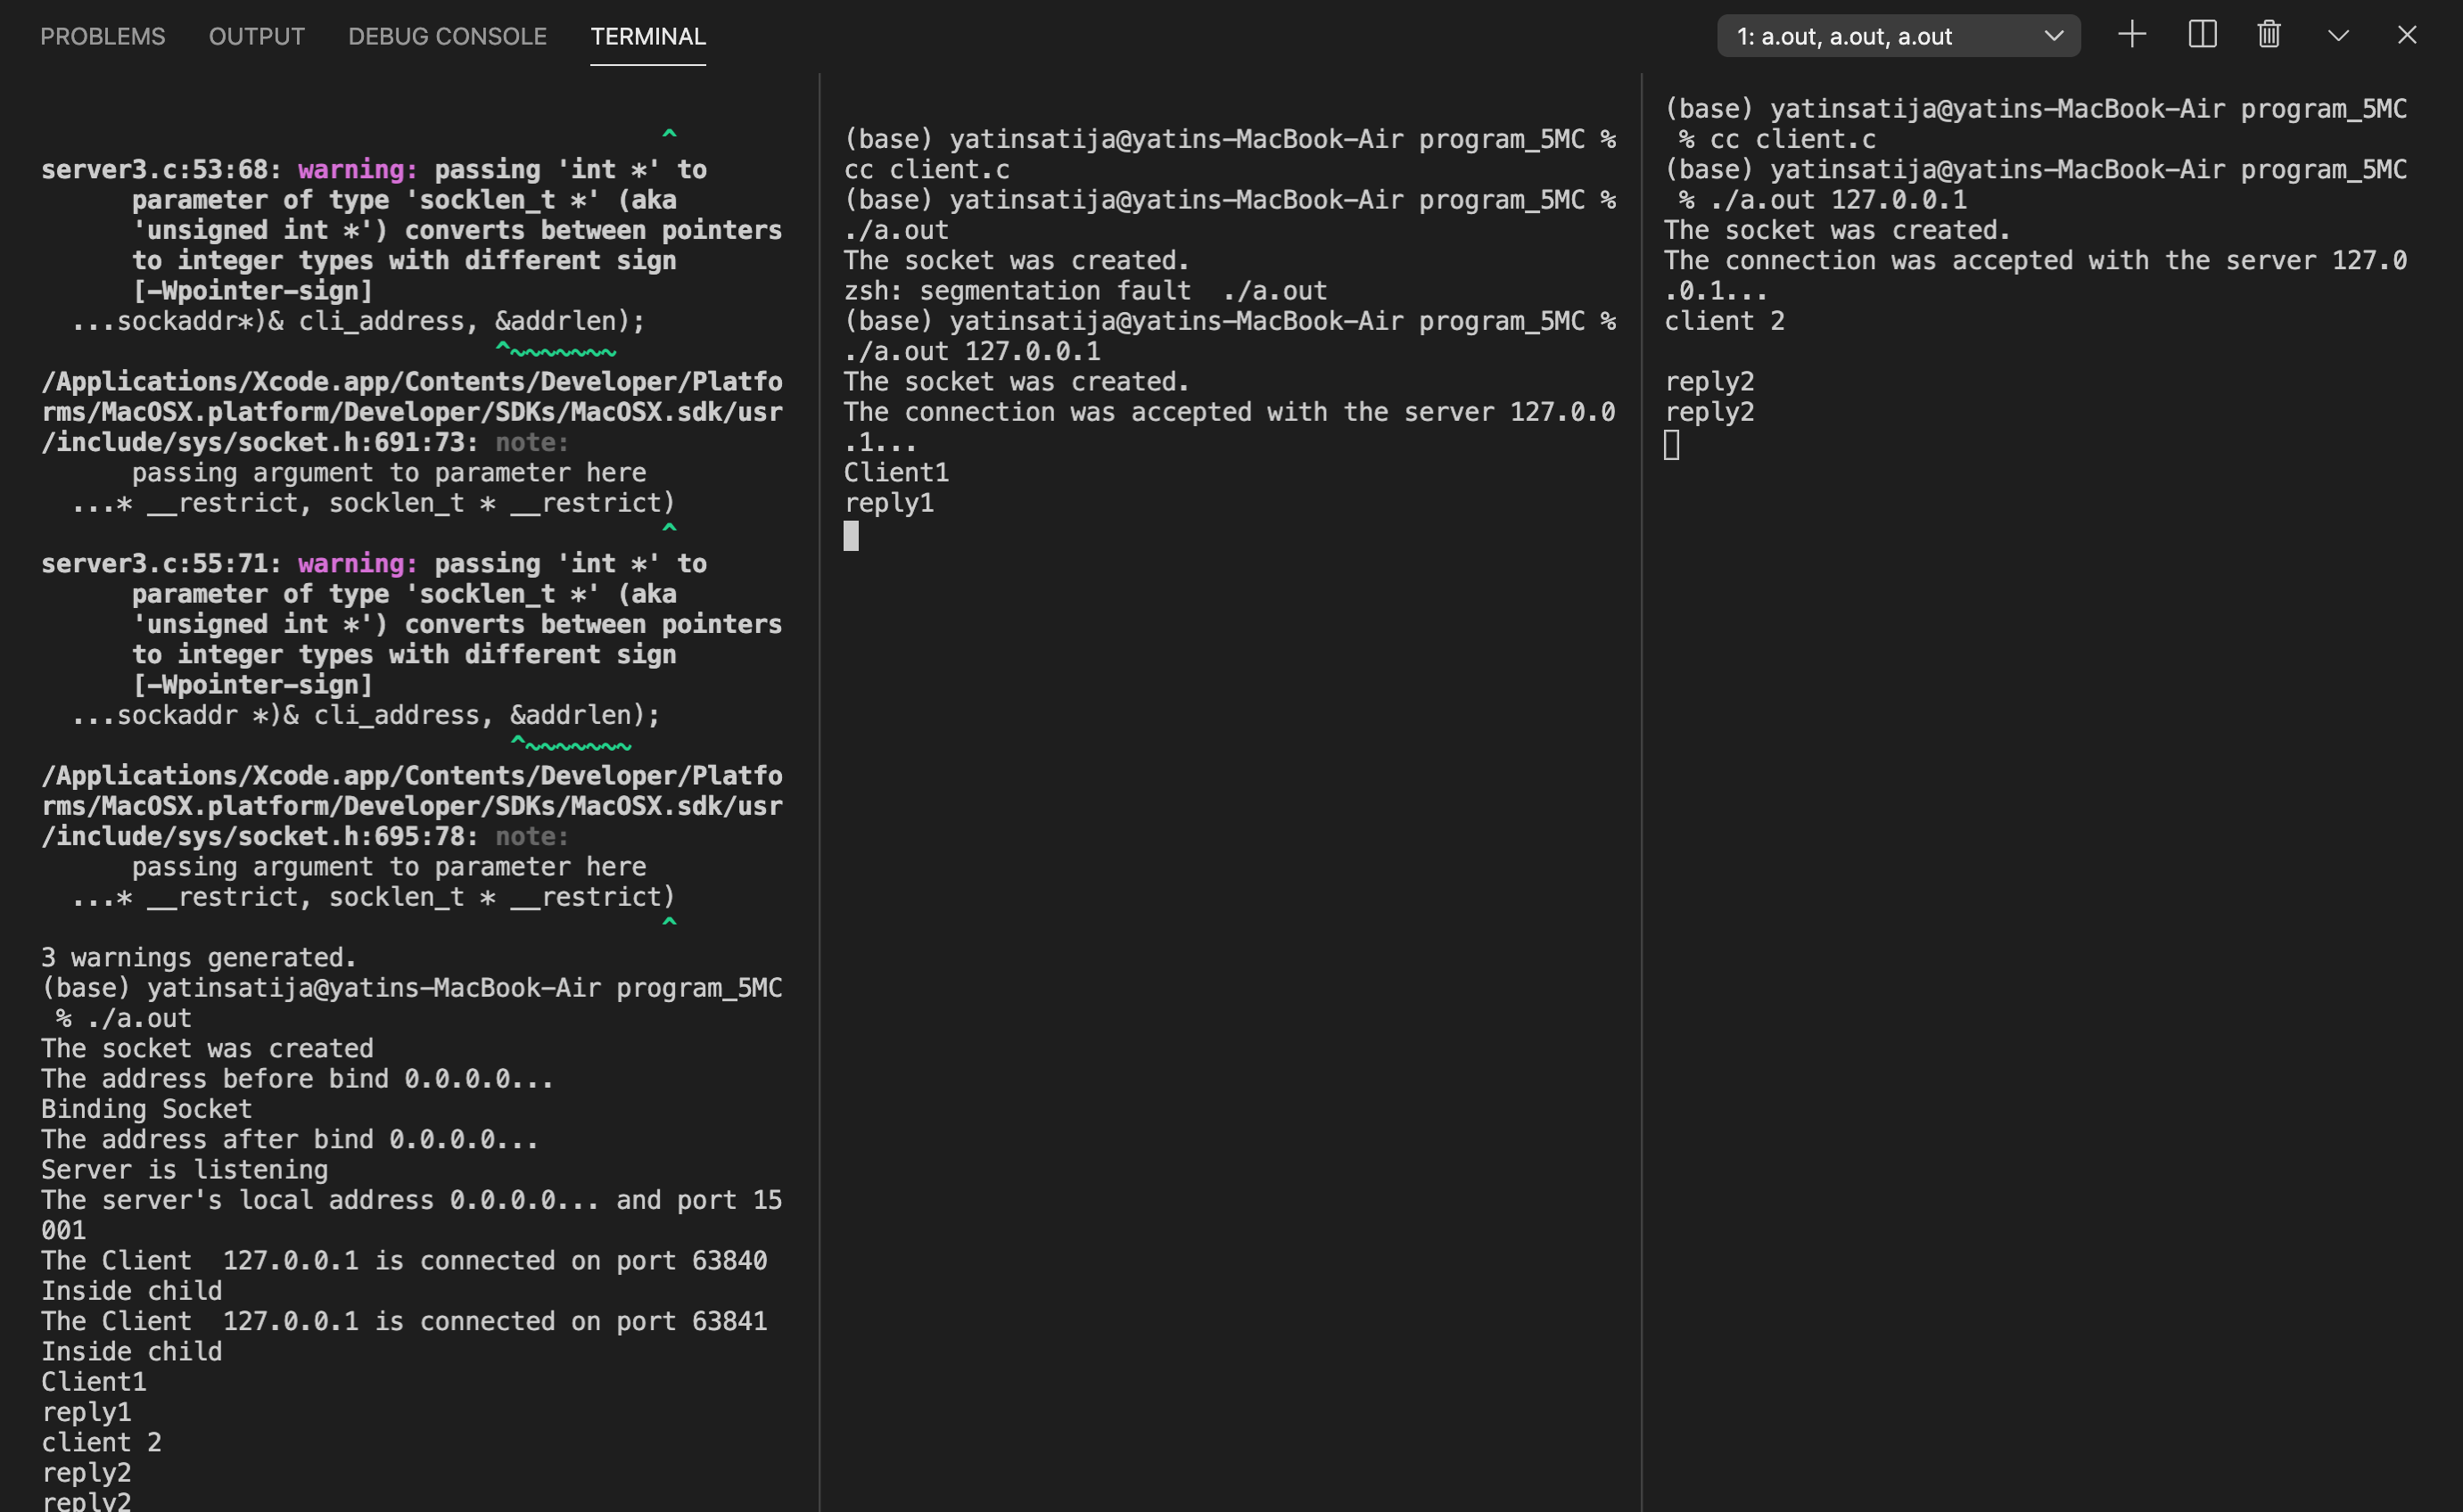 PROBLEMS OUTPUT DEBUG CONSOLE TERMINAL 1: a.out, a.out, a.out
^
server3.c:53:68: warning: passing 'int *' to
parameter of type 'socklen_t *' (aka
'unsigned int *') converts between pointers
to integer types with different sign
[-Wpointer-sign]
...sockaddr*)& cli_address, &addrlen);
^~~~~~~~
/Applications/Xcode.app/Contents/Developer/Platfo
rms/MacOSX.platform/Developer/SDKs/MacOSX.sdk/usr
/include/sys/socket.h:691:73: note:
passing argument to parameter here
...* __restrict, socklen_t * __restrict)
^
server3.c:55:71: warning: passing 'int *' to
parameter of type 'socklen_t *' (aka
'unsigned int *') converts between pointers
to integer types with different sign
[-Wpointer-sign]
...sockaddr *)& cli_address, &addrlen);
^~~~~~~~
/Applications/Xcode.app/Contents/Developer/Platfo
rms/MacOSX.platform/Developer/SDKs/MacOSX.sdk/usr
/include/sys/socket.h:695:78: note:
passing argument to parameter here
...* __restrict, socklen_t * __restrict)
^
3 warnings generated.
(base) yatinsatija@yatins-MacBook-Air program_5MC
% ./a.out
The socket was created
The address before bind 0.0.0.0...
Binding Socket
The address after bind 0.0.0.0...
Server is listening
The server's local address 0.0.0.0... and port 15
001
The Client  127.0.0.1 is connected on port 63840
Inside child
The Client  127.0.0.1 is connected on port 63841
Inside child
Client1
reply1
client 2
reply2
reply2
(base) yatinsatija@yatins-MacBook-Air program_5MC %
cc client.c
(base) yatinsatija@yatins-MacBook-Air program_5MC %
./a.out
The socket was created.
zsh: segmentation fault  ./a.out
(base) yatinsatija@yatins-MacBook-Air program_5MC %
./a.out 127.0.0.1
The socket was created.
The connection was accepted with the server 127.0.0
.1...
Client1
reply1
(base) yatinsatija@yatins-MacBook-Air program_5MC
% cc client.c
(base) yatinsatija@yatins-MacBook-Air program_5MC
% ./a.out 127.0.0.1
The socket was created.
The connection was accepted with the server 127.0
.0.1...
client 2
reply2
reply2